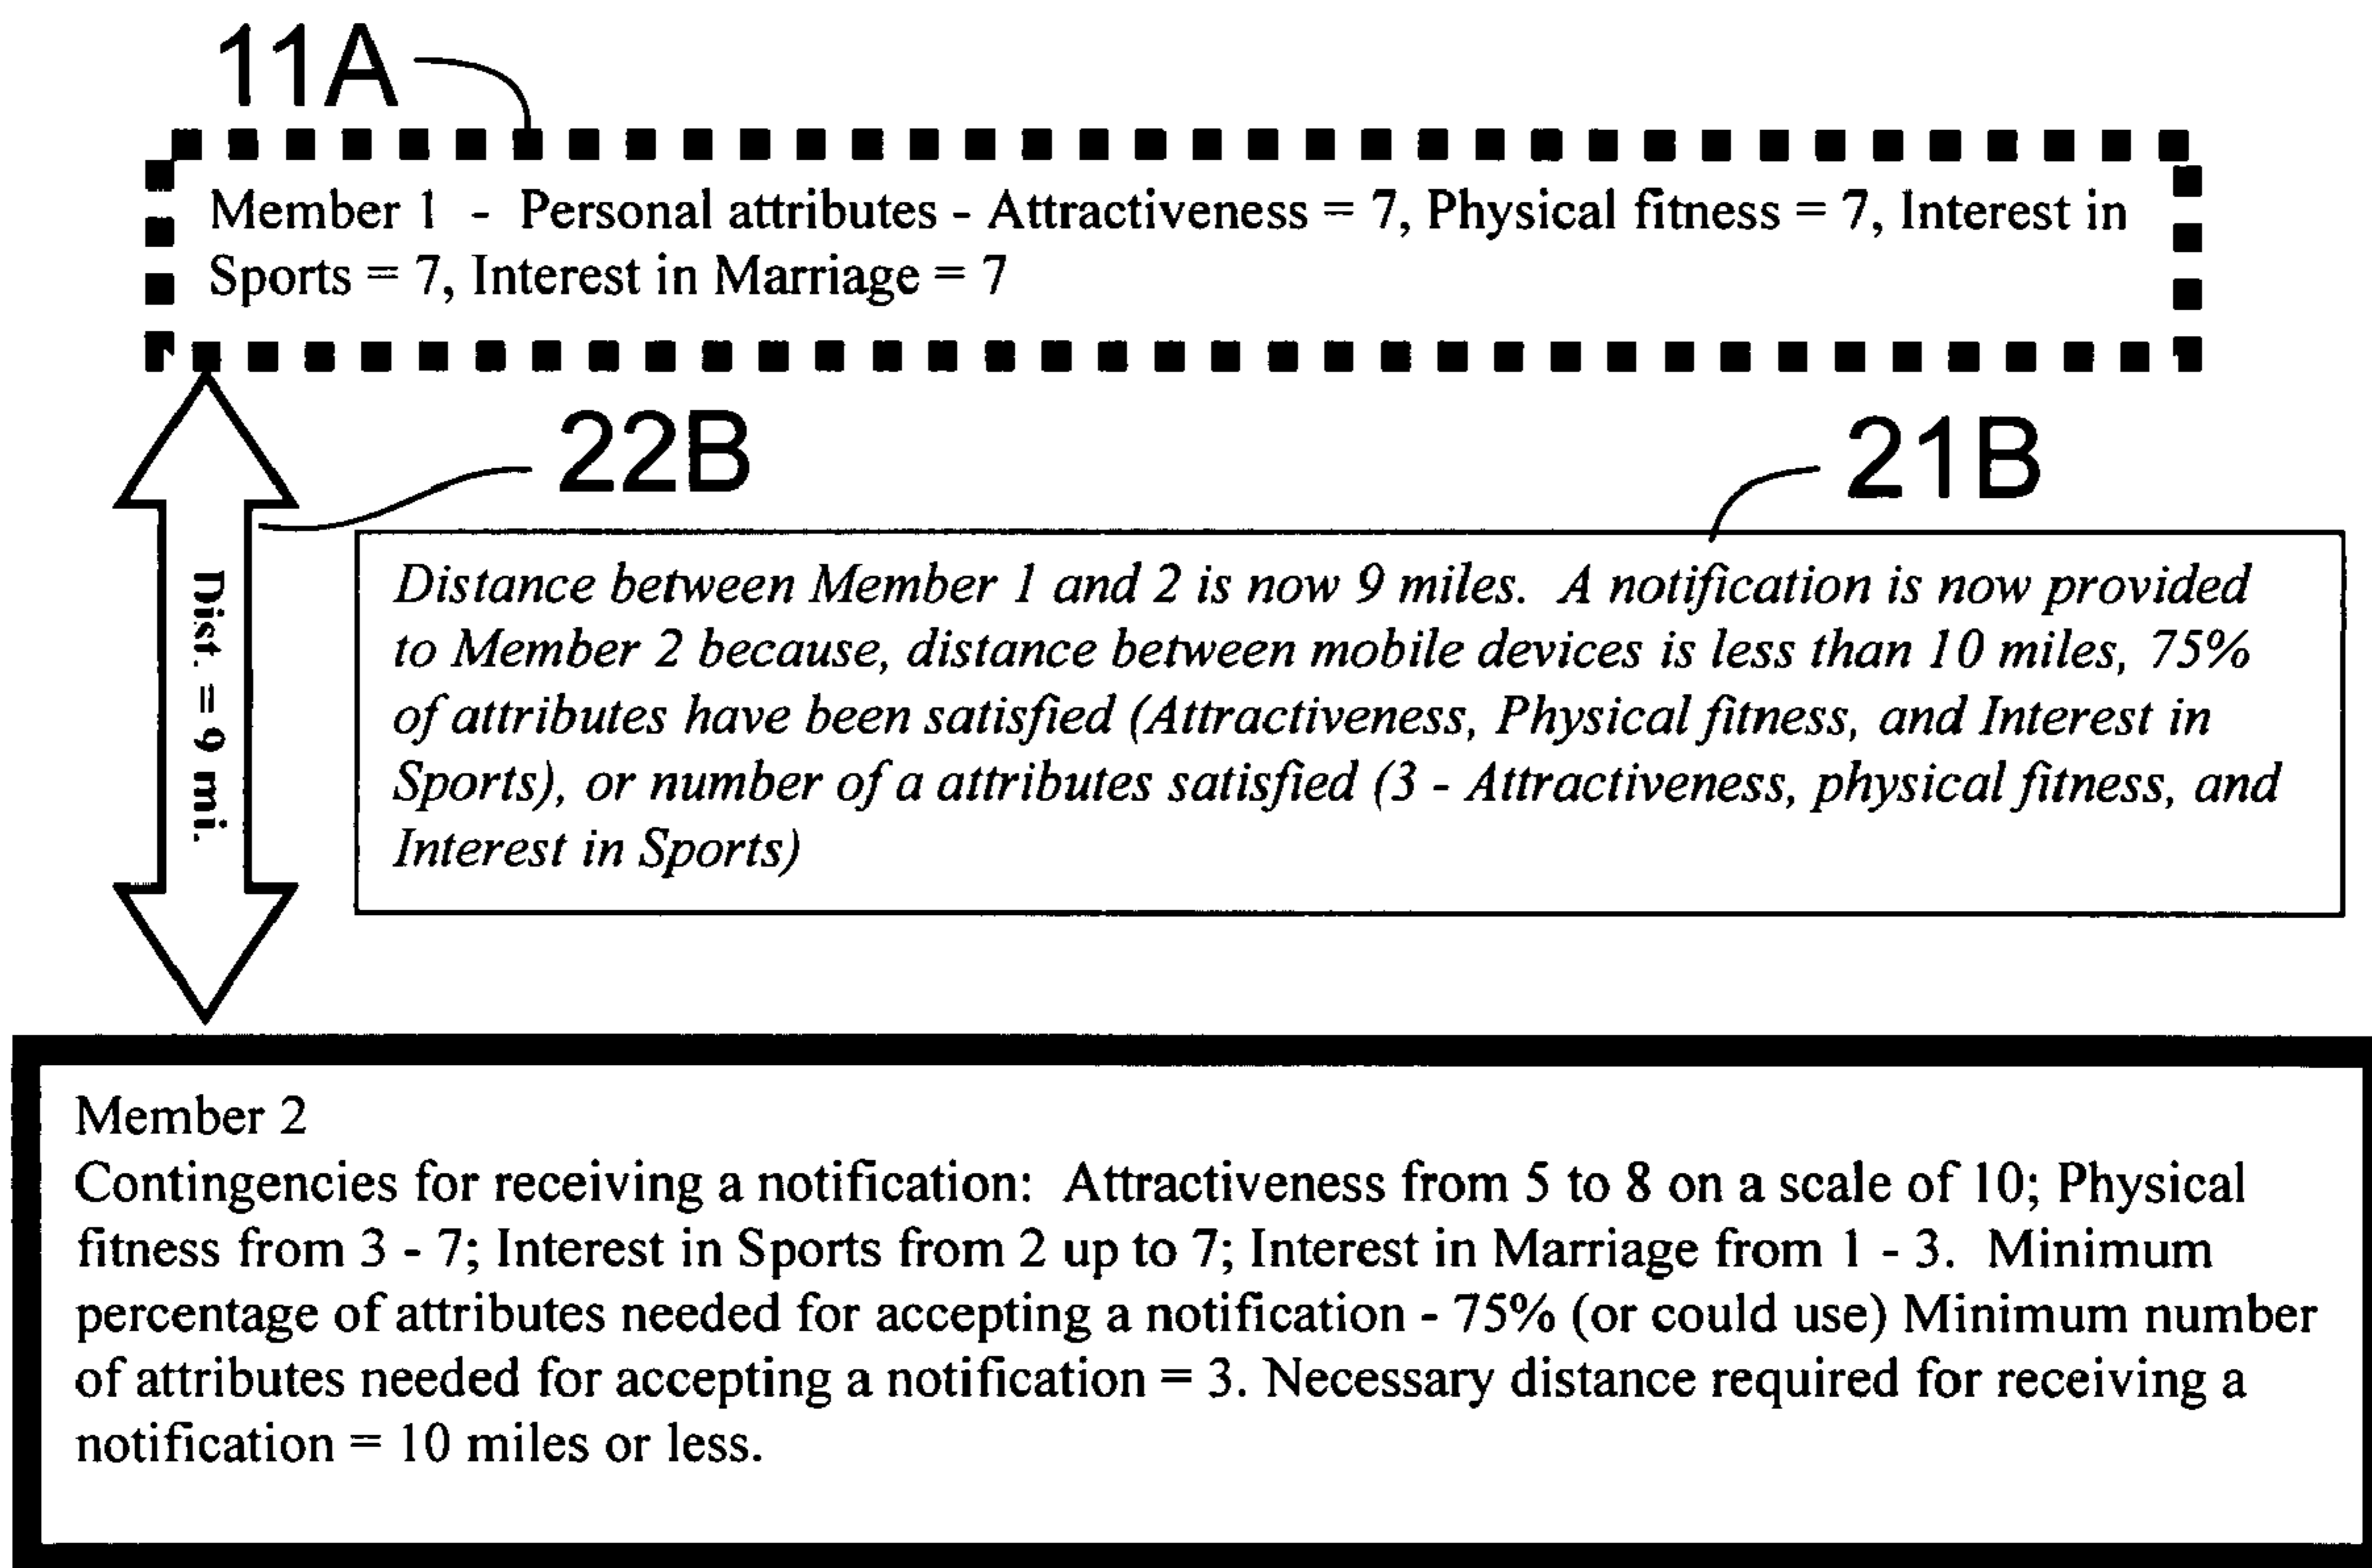 11A
Member 1 - Personal attributes - Attractiveness = 7, Physical fitness = 7, Interest in
Sports = 7, Interest in Marriage = 7
22B
21B
Dist. = 9 mi.
Distance between Member 1 and 2 is now 9 miles. A notification is now provided
to Member 2 because, distance between mobile devices is less than 10 miles, 75%
of attributes have been satisfied (Attractiveness, Physical fitness, and Interest in
Sports), or number of a attributes satisfied (3 - Attractiveness, physical fitness, and
Interest in Sports)
Member 2
Contingencies for receiving a notification: Attractiveness from 5 to 8 on a scale of 10; Physical
fitness from 3 - 7; Interest in Sports from 2 up to 7; Interest in Marriage from 1 - 3. Minimum
percentage of attributes needed for accepting a notification - 75% (or could use) Minimum number
of attributes needed for accepting a notification = 3. Necessary distance required for receiving a
notification = 10 miles or less.